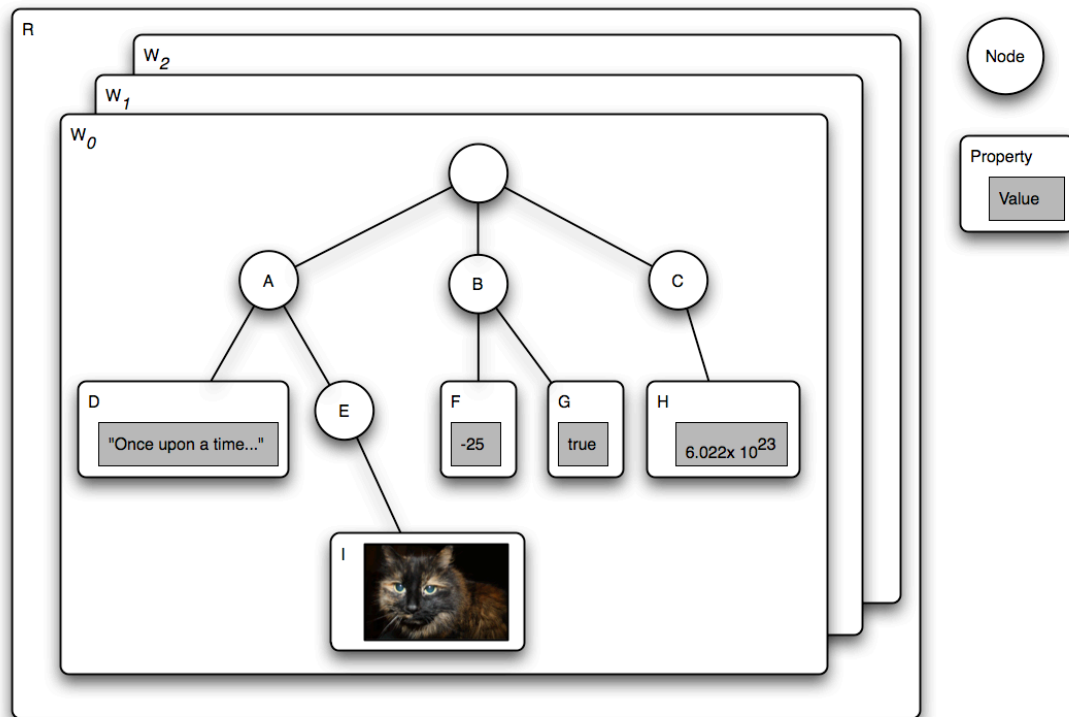 R
W2
W1
W0
Node
Property
Value
A
B
C
D
"Once upon a time..."
E
F
-25
G
true
H
6.022x 10^23
I